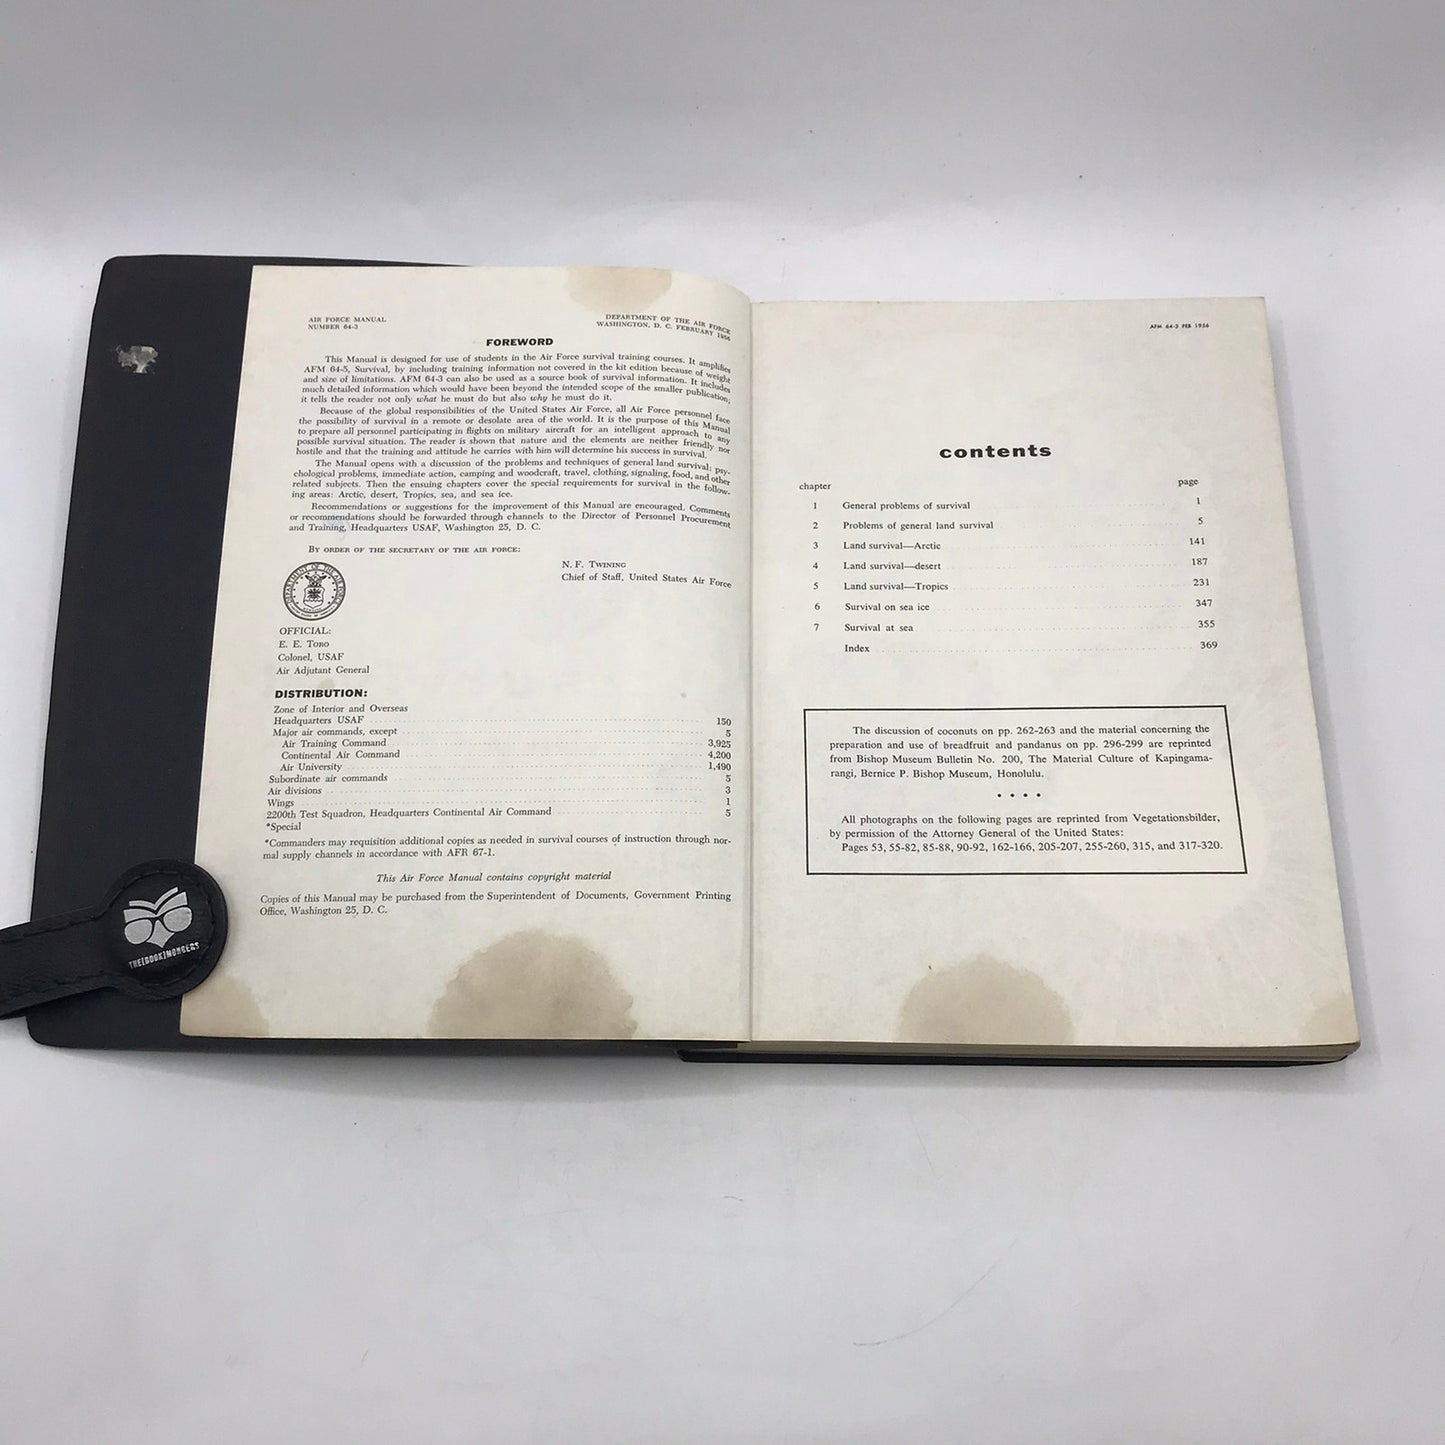 AIR FORCE MANUAL
NUMBER 64-3
DEPARTMENT OF THE AIR FORCE
WASHINGTON, D. C. FEBRUARY 1956
FOREWORD
This Manual is designed for use of students in the Air Force survival training courses. It amplifies
AFM 64-5, Survival, by including training information not covered in the kit edition because of weight
and size of limitations. AFM 64-3 can also be used as a source book of survival information. It includes
much detailed information which would have been beyond the intended scope of the smaller publication;
it tells the reader not only what he must do but also why he must do it.
Because of the global responsibilities of the United States Air Force, all Air Force personnel face
the possibility of survival in a remote or desolate area of the world. It is the purpose of this Manual
to prepare all personnel participating in flights on military aircraft for an intelligent approach to any
possible survival situation. The reader is shown that nature and the elements are neither friendly nor
hostile and that the training and attitude he carries with him will determine his success in survival.
The Manual opens with a discussion of the problems and techniques of general land survival; psy-
chological problems, immediate action, camping and woodcraft, travel, clothing, signaling, food, and other
related subjects. Then the ensuing chapters cover the special requirements for survival in the follow-
ing areas: Arctic, desert, Tropics, sea, and sea ice.
Recommendations or suggestions for the improvement of this Manual are encouraged. Comments
or recommendations should be forwarded through channels to the Director of Personnel Procurement
and Training, Headquarters USAF, Washington 25, D. C.
BY ORDER OF THE SECRETARY OF THE AIR FORCE:
N. F. TWINING
Chief of Staff, United States Air Force
OFFICIAL:
E. E. TORO
Colonel, USAF
Air Adjutant General
DISTRIBUTION:
Zone of Interior and Overseas
Headquarters USAF 150
Major air commands, except 5
Air Training Command 3,925
Continental Air Command 4,200
Air University 1,490
Subordinate air commands 5
Air divisions 3
Wings 1
2200th Test Squadron, Headquarters Continental Air Command 5
*Special
*Commanders may requisition additional copies as needed in survival courses of instruction through nor-
mal supply channels in accordance with AFR 67-1.
This Air Force Manual contains copyright material
Copies of this Manual may be purchased from the Superintendent of Documents, Government Printing
Office, Washington 25, D. C.
THE[BOOK]MONGERS
AFM 64-3 FEB 1956
contents
chapter page
1 General problems of survival 1
2 Problems of general land survival 5
3 Land survival—Arctic 141
4 Land survival—desert 187
5 Land survival—Tropics 231
6 Survival on sea ice 347
7 Survival at sea 355
Index 369
The discussion of coconuts on pp. 262-263 and the material concerning the
preparation and use of breadfruit and pandanus on pp. 296-299 are reprinted
from Bishop Museum Bulletin No. 200, The Material Culture of Kapingama-
rangi, Bernice P. Bishop Museum, Honolulu.
• • • •
All photographs on the following pages are reprinted from Vegetationsbilder,
by permission of the Attorney General of the United States:
Pages 53, 55-82, 85-88, 90-92, 162-166, 205-207, 255-260, 315, and 317-320.